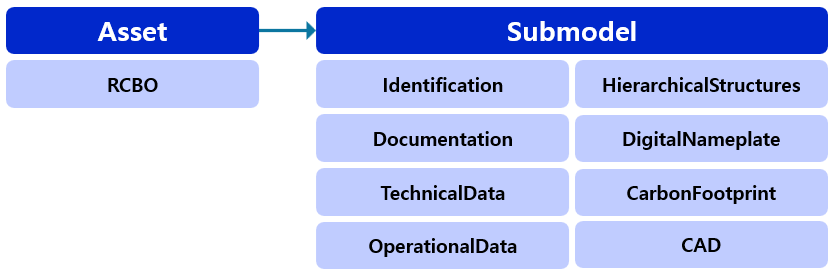 Asset
Submodel
RCBO
Identification
HierarchicalStructures
Documentation
DigitalNameplate
TechnicalData
CarbonFootprint
OperationalData
CAD